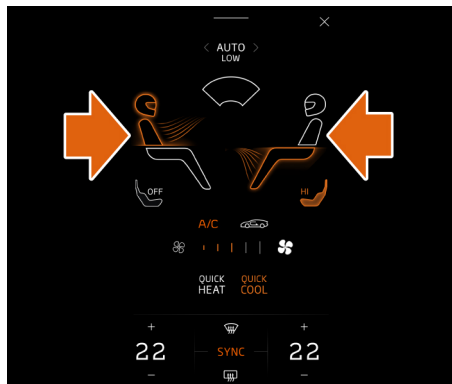 AUTO
LOW
OFF
HI
A/C
QUICK
HEAT
QUICK
COOL
+
+
22
SYNC
22
-
-